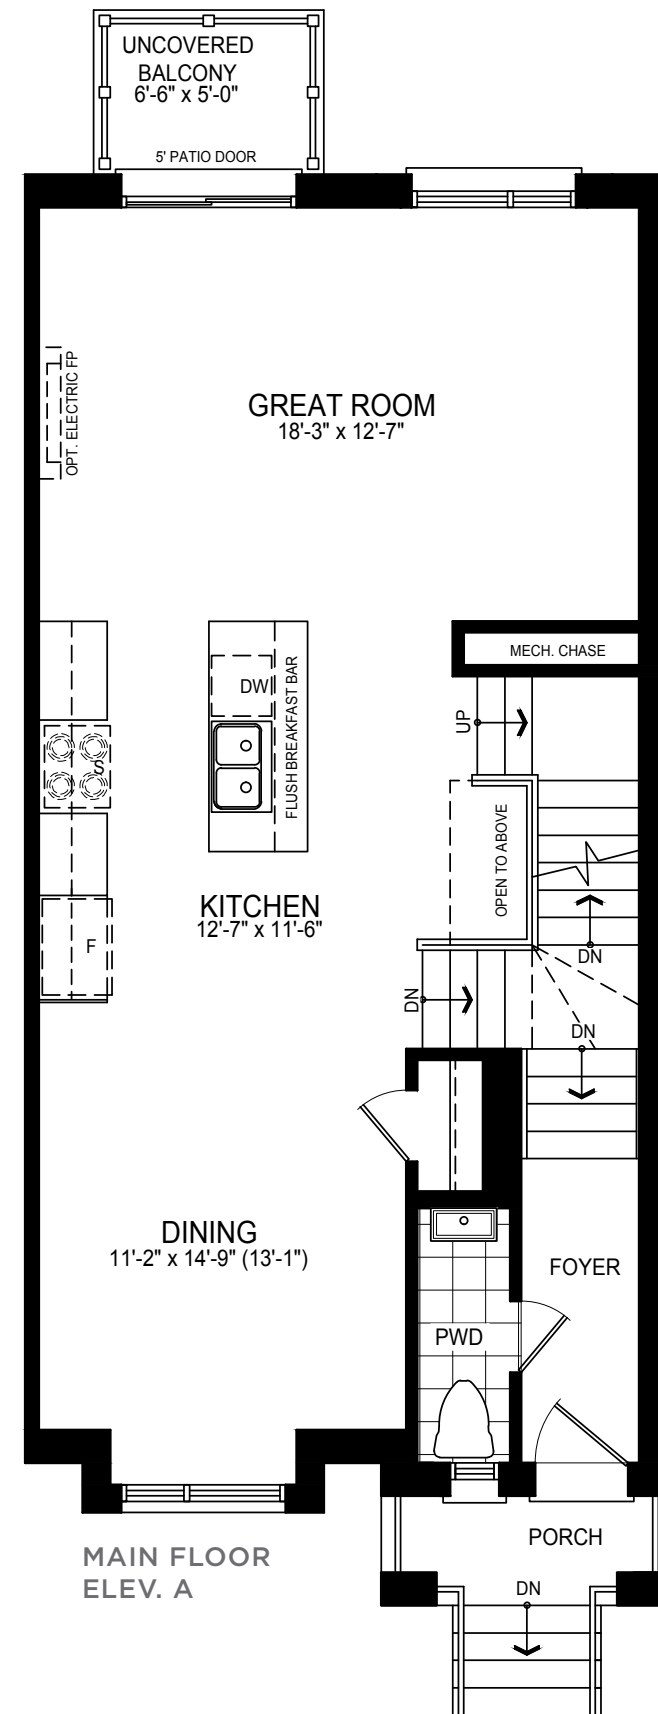 UNCOVERED
BALCONY
6'-6" x 5'-0"
5' PATIO DOOR
OPT. ELECTRIC FP
GREAT ROOM
18'-3" x 12'-7"
MECH. CHASE
DW
FLUSH BREAKFAST BAR
UP
S
OPEN TO ABOVE
KITCHEN
12'-7" x 11'-6"
F
DN
DN
DN
DINING
11'-2" x 14'-9" (13'-1")
FOYER
PWD
PORCH
MAIN FLOOR
ELEV. A
DN